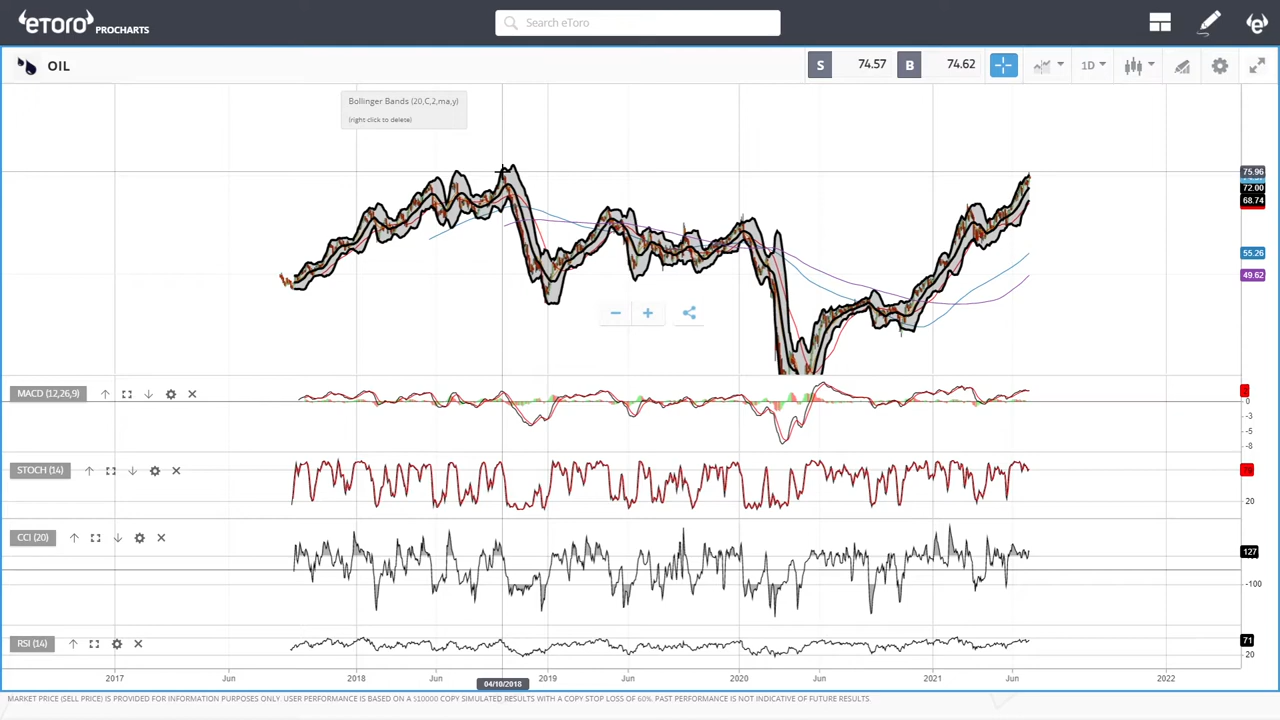 eToro PROCHARTS
Search eToro
OIL
S 74.57 B 74.62
1D
Bollinger Bands (20,C,2,ma,y)
(right click to delete)
75.96
72.00
68.74
55.26
49.62
MACD (12,26,9)
0
-3
-5
-8
STOCH (14)
20
CCI (20)
127
-100
RSI (14)
71
20
2017 Jun 2018 Jun 2019 Jun 2020 Jun 2021 Jun 2022
04/10/2018
MARKET PRICE (SELL PRICE) IS PROVIDED FOR INFORMATION PURPOSES ONLY. USER PERFORMANCE IS BASED ON A $10000 COPY SIMULATED RESULTS WITH A COPY STOP LOSS OF 60%. PAST PERFORMANCE IS NOT INDICATIVE OF FUTURE RESULTS.